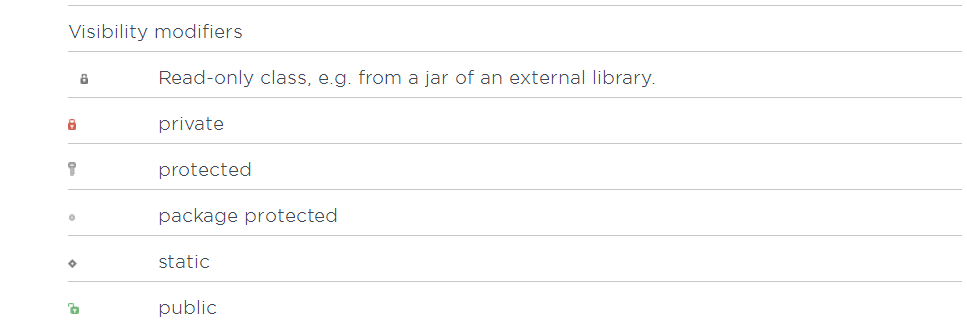 Visibility modifiers
Read-only class, e.g. from a jar of an external library.
private
protected
package protected
static
public